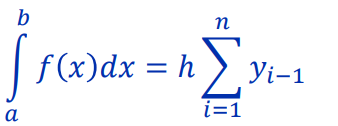 ∫_a^b f(x)dx = h ∑_{i=1}^n y_{i−1}